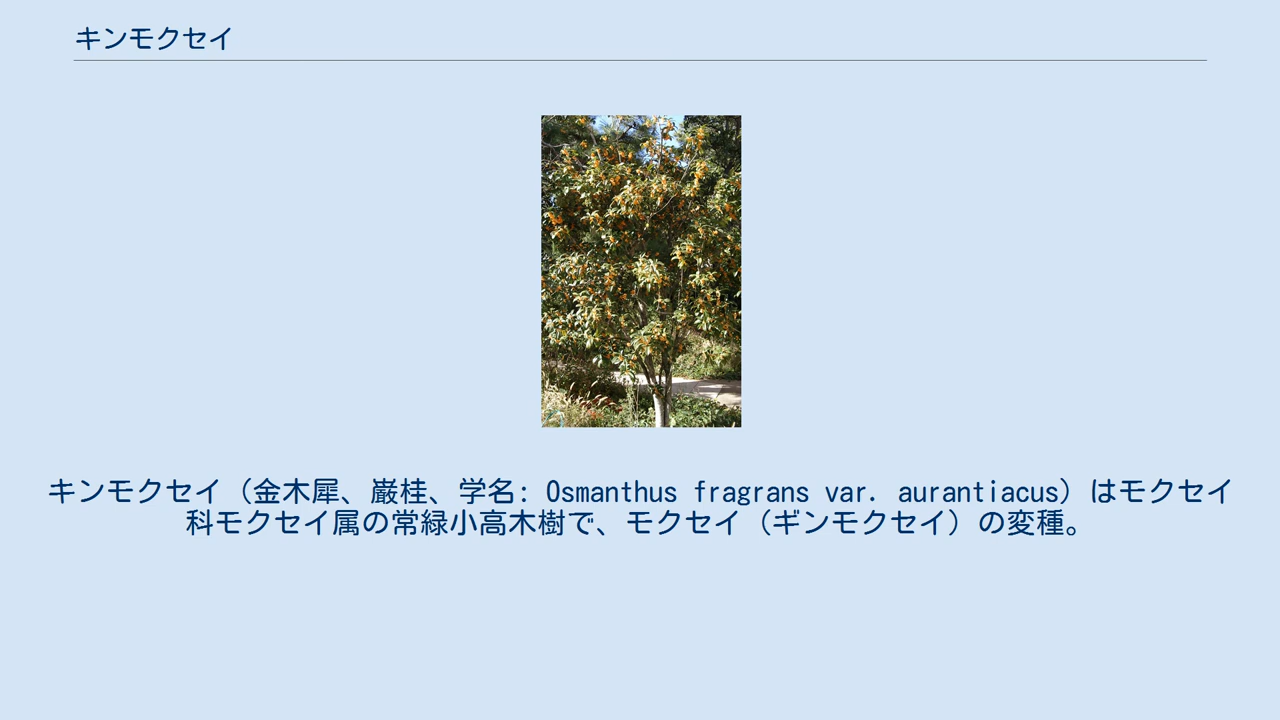 キンモクセイ
キンモクセイ（金木犀、巌桂、学名: Osmanthus fragrans var. aurantiacus）はモクセイ
科モクセイ属の常緑小高木樹で、モクセイ（ギンモクセイ）の変種。